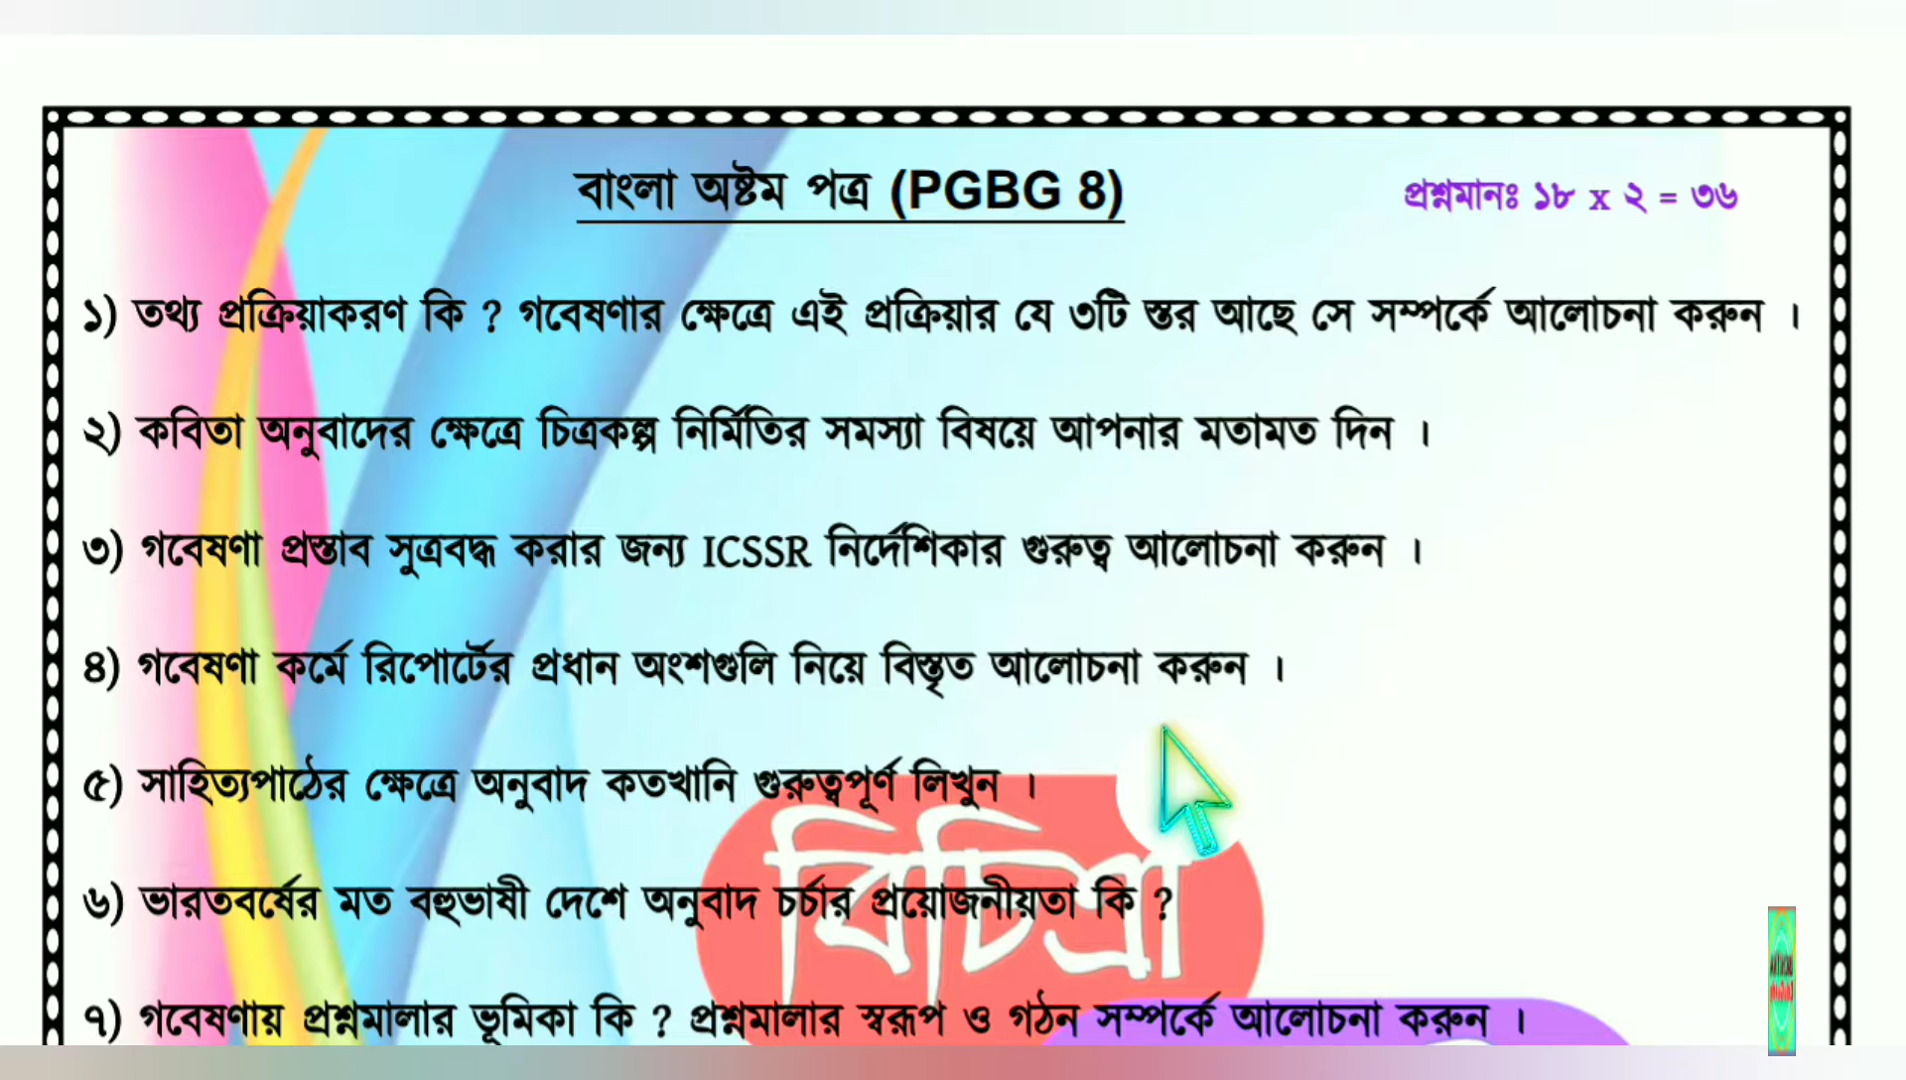 বাংলা অষ্টম পত্র (PGBG 8)
প্রশ্নমানঃ ১৮ x ২ = ৩৬
১) তথ্য প্রক্রিয়াকরণ কি ? গবেষণার ক্ষেত্রে এই প্রক্রিয়ার যে ৩টি স্তর আছে সে সম্পর্কে আলোচনা করুন ।
২) কবিতা অনুবাদের ক্ষেত্রে চিত্রকল্প নির্মিতির সমস্যা বিষয়ে আপনার মতামত দিন ।
৩) গবেষণা প্রস্তাব সুত্রবদ্ধ করার জন্য ICSSR নির্দেশিকার গুরুত্ব আলোচনা করুন ।
৪) গবেষণা কর্মে রিপোর্টের প্রধান অংশগুলি নিয়ে বিস্তৃত আলোচনা করুন ।
৫) সাহিত্যপাঠের ক্ষেত্রে অনুবাদ কতখানি গুরুত্বপূর্ণ লিখুন ।
বিচিত্রা
৬) ভারতবর্ষের মত বহুভাষী দেশে অনুবাদ চর্চার প্রয়োজনীয়তা কি ?
৭) গবেষণায় প্রশ্নমালার ভূমিকা কি ? প্রশ্নমালার স্বরূপ ও গঠন সম্পর্কে আলোচনা করুন ।